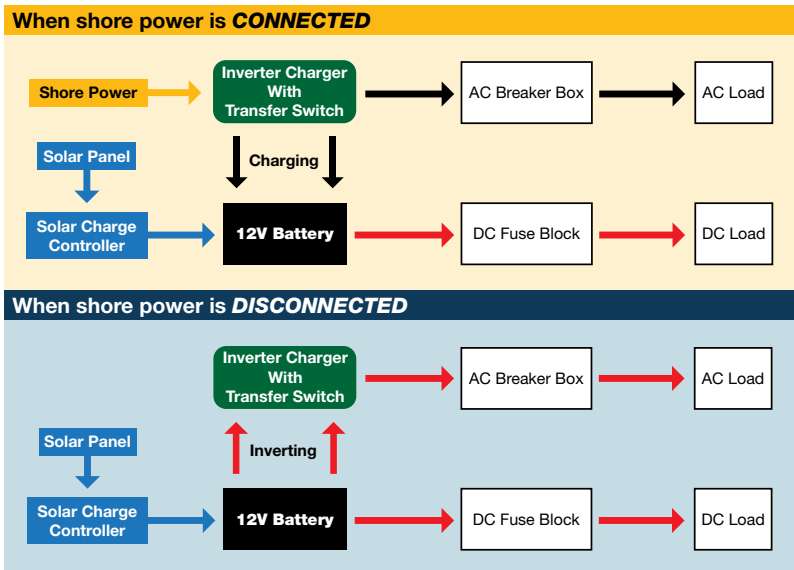 When shore power is CONNECTED
Shore Power
Inverter Charger
With
Transfer Switch
AC Breaker Box
AC Load
Charging
Solar Panel
Solar Charge
Controller
12V Battery
DC Fuse Block
DC Load
When shore power is DISCONNECTED
Inverter Charger
With
Transfer Switch
AC Breaker Box
AC Load
Inverting
Solar Panel
Solar Charge
Controller
12V Battery
DC Fuse Block
DC Load